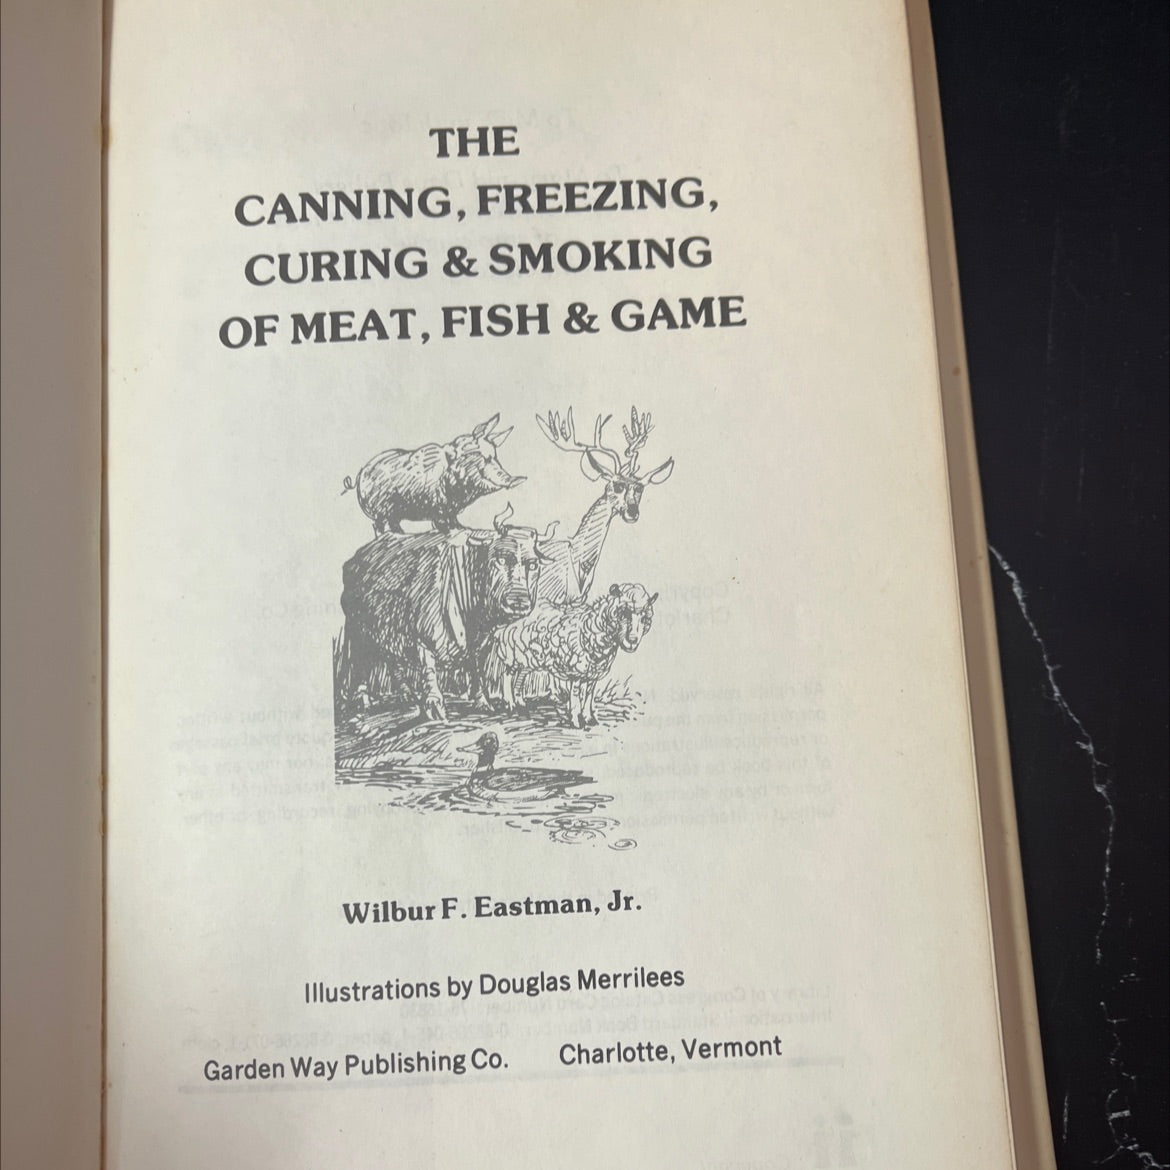 THE
CANNING, FREEZING,
CURING & SMOKING
OF MEAT, FISH & GAME
Wilbur F. Eastman, Jr.
Illustrations by Douglas Merrilees
Garden Way Publishing Co. Charlotte, Vermont